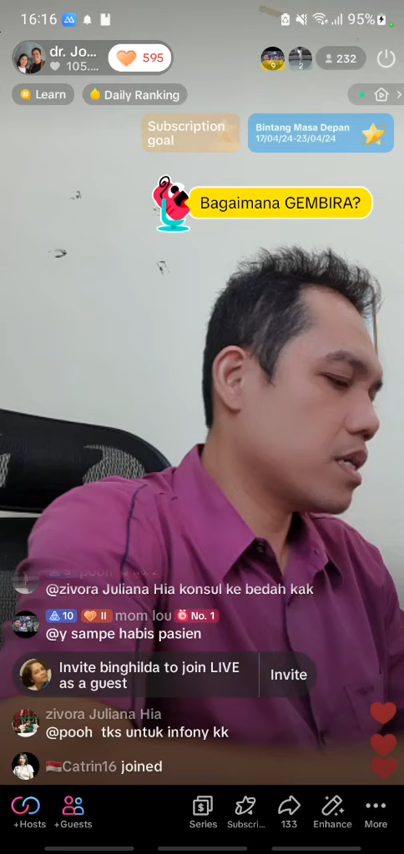 16:16
95%
dr. Jo...
105....
595
9
2
232
Learn
Daily Ranking
Subscription goal
Bintang Masa Depan
17/04/24-23/04/24
Bagaimana GEMBIRA?
@zivora Juliana Hia konsul ke bedah kak
10 II mom lou No. 1
@y sampe habis pasien
Invite binghilda to join LIVE
as a guest
Invite
zivora Juliana Hia
@pooh tks untuk infony kk
Catrin16 joined
+Hosts
+Guests
Series
Subscri...
133
Enhance
More